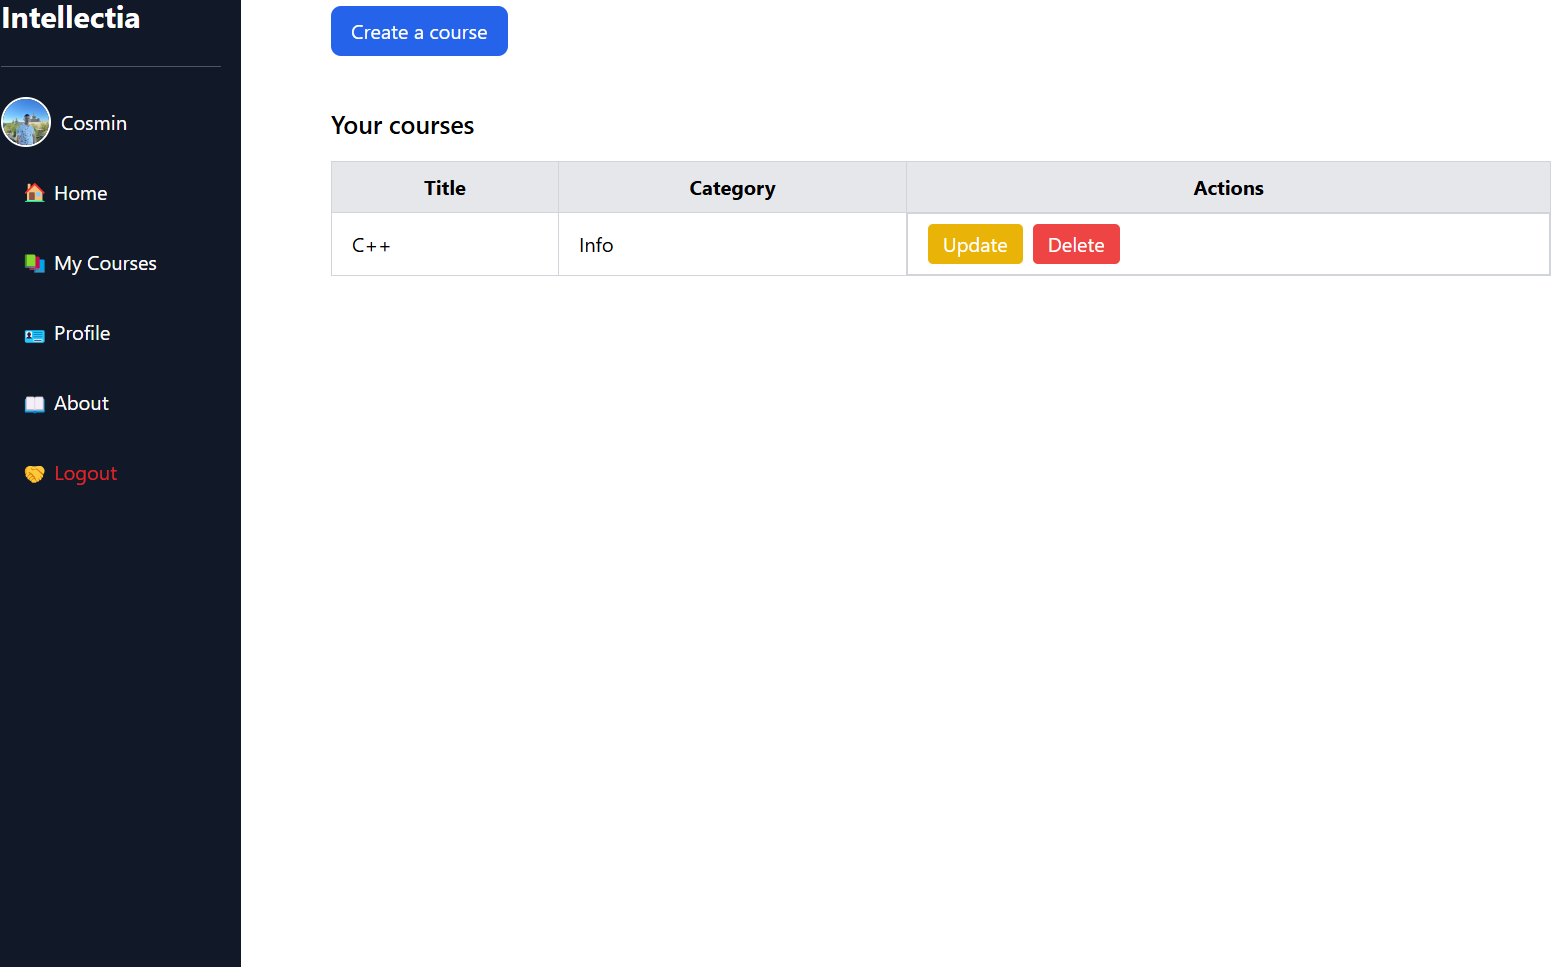 Intellectia
Cosmin
Home
My Courses
Profile
About
Logout
Create a course
Your courses
Title Category Actions
C++ Info Update Delete